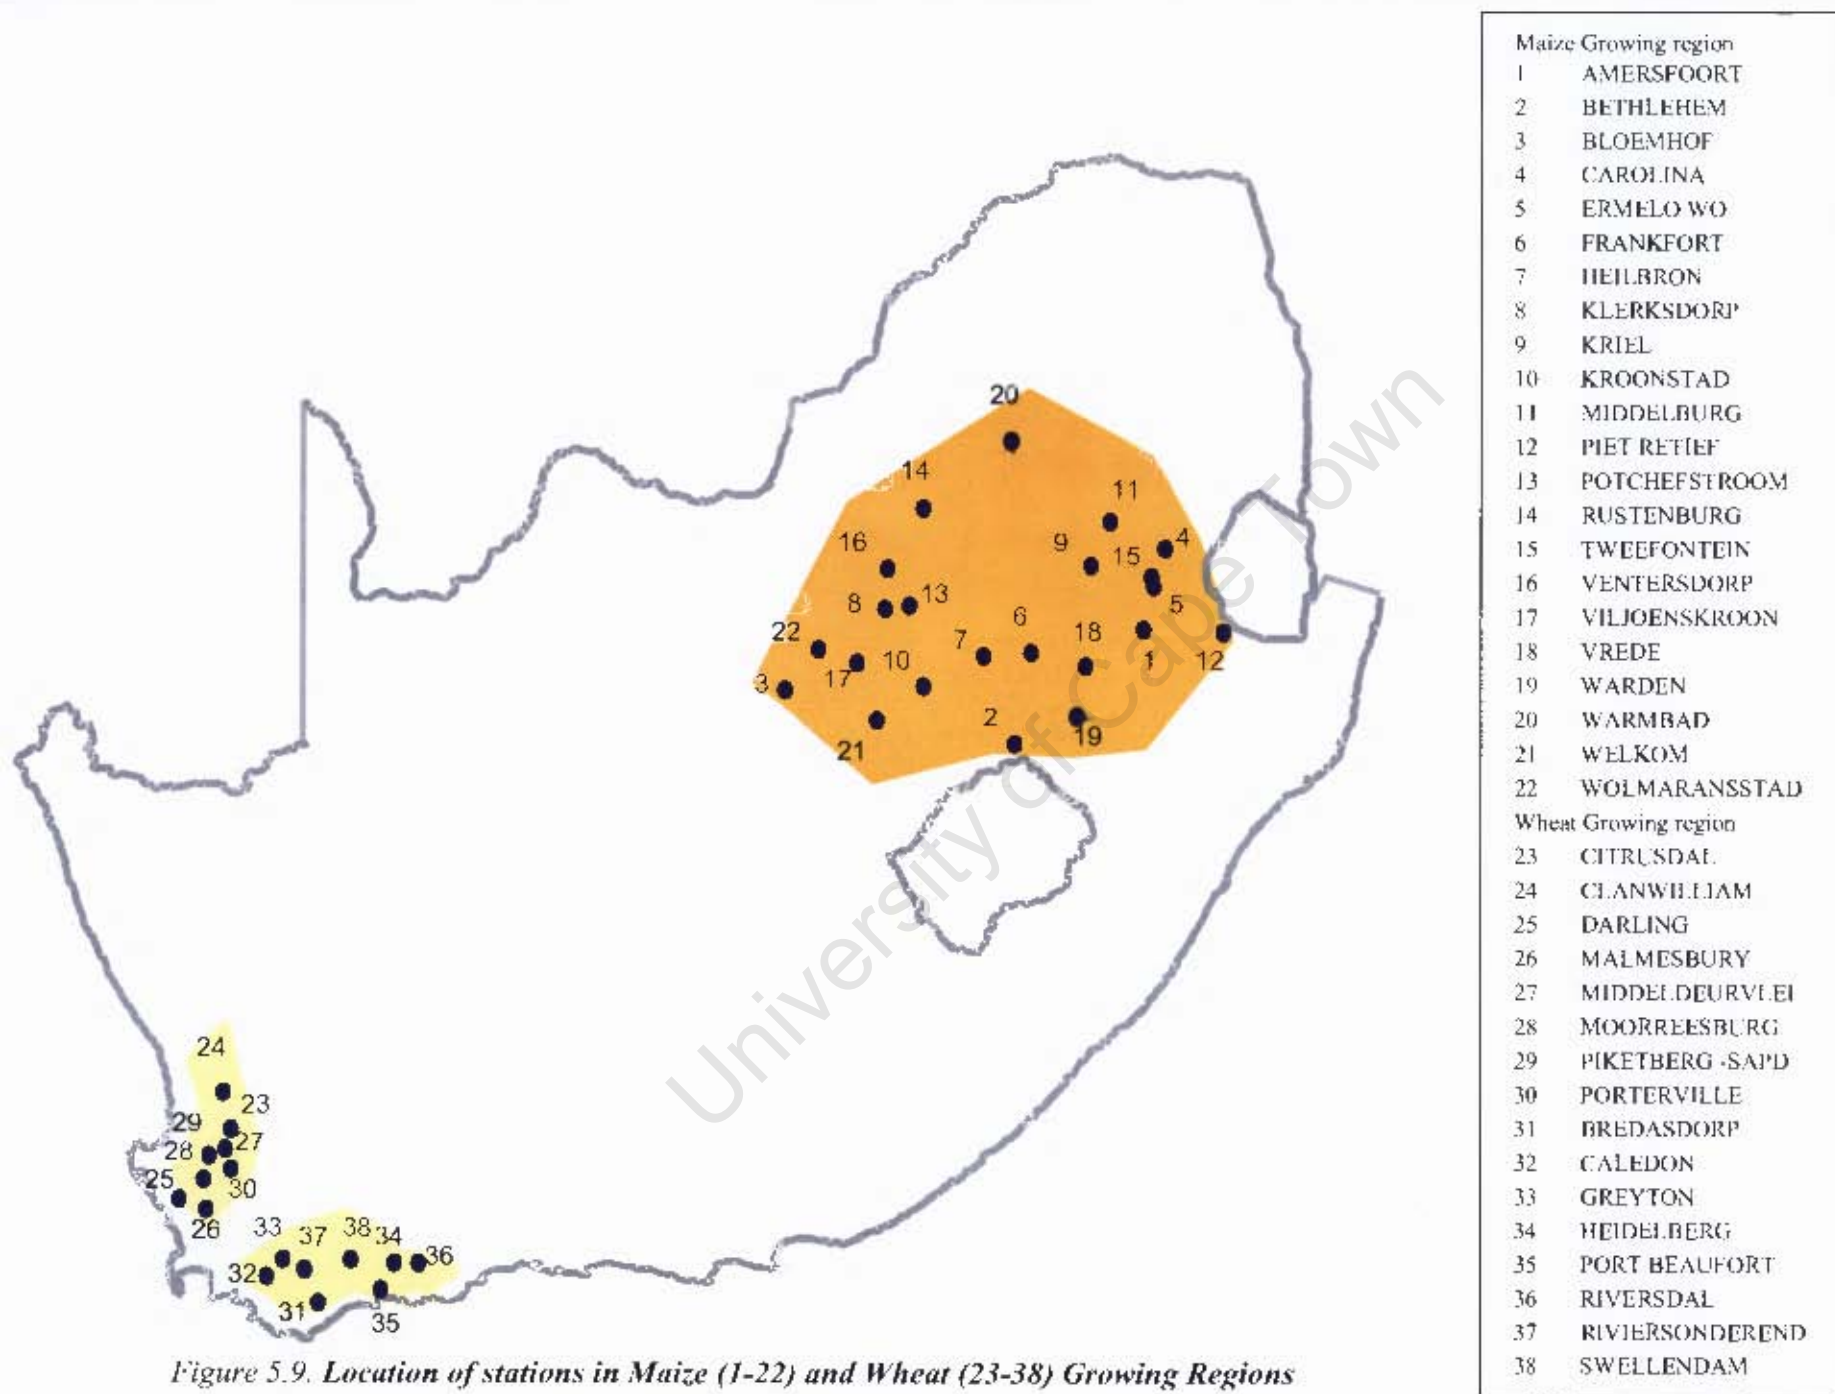 Maize Growing region
1 AMERSFOORT
2 BETHLEHEM
3 BLOEMHOF
4 CAROLINA
5 ERMELO WO
6 FRANKFORT
7 HEILBRON
8 KLERKSDORP
9 KRIEL
10 KROONSTAD
11 MIDDELBURG
12 PIET RETIEF
13 POTCHEFSTROOM
14 RUSTENBURG
15 TWEEFONTEIN
16 VENTERSDORP
17 VILJOENSKROON
18 VREDE
19 WARDEN
20 WARMBAD
21 WELKOM
22 WOLMARANSSTAD
Wheat Growing region
23 CITRUSDAL
24 CLANWILLIAM
25 DARLING
26 MALMESBURY
27 MIDDELDEURVLEI
28 MOORREESBURG
29 PIKETBERG -SAPD
30 PORTERVILLE
31 BREDASDORP
32 CALEDON
33 GREYTON
34 HEIDELBERG
35 PORT BEAUFORT
36 RIVERSDAL
37 RIVIERSONDEREND
38 SWELLENDAM
20
14
11
16
9
15
4
8
13
5
22
6
7
18
10
17
1
12
3
2
21
19
24
23
29
27
28
25
30
26
33
37
38
34
36
32
31
35
University of Cape Town
Figure 5.9. Location of stations in Maize (1-22) and Wheat (23-38) Growing Regions